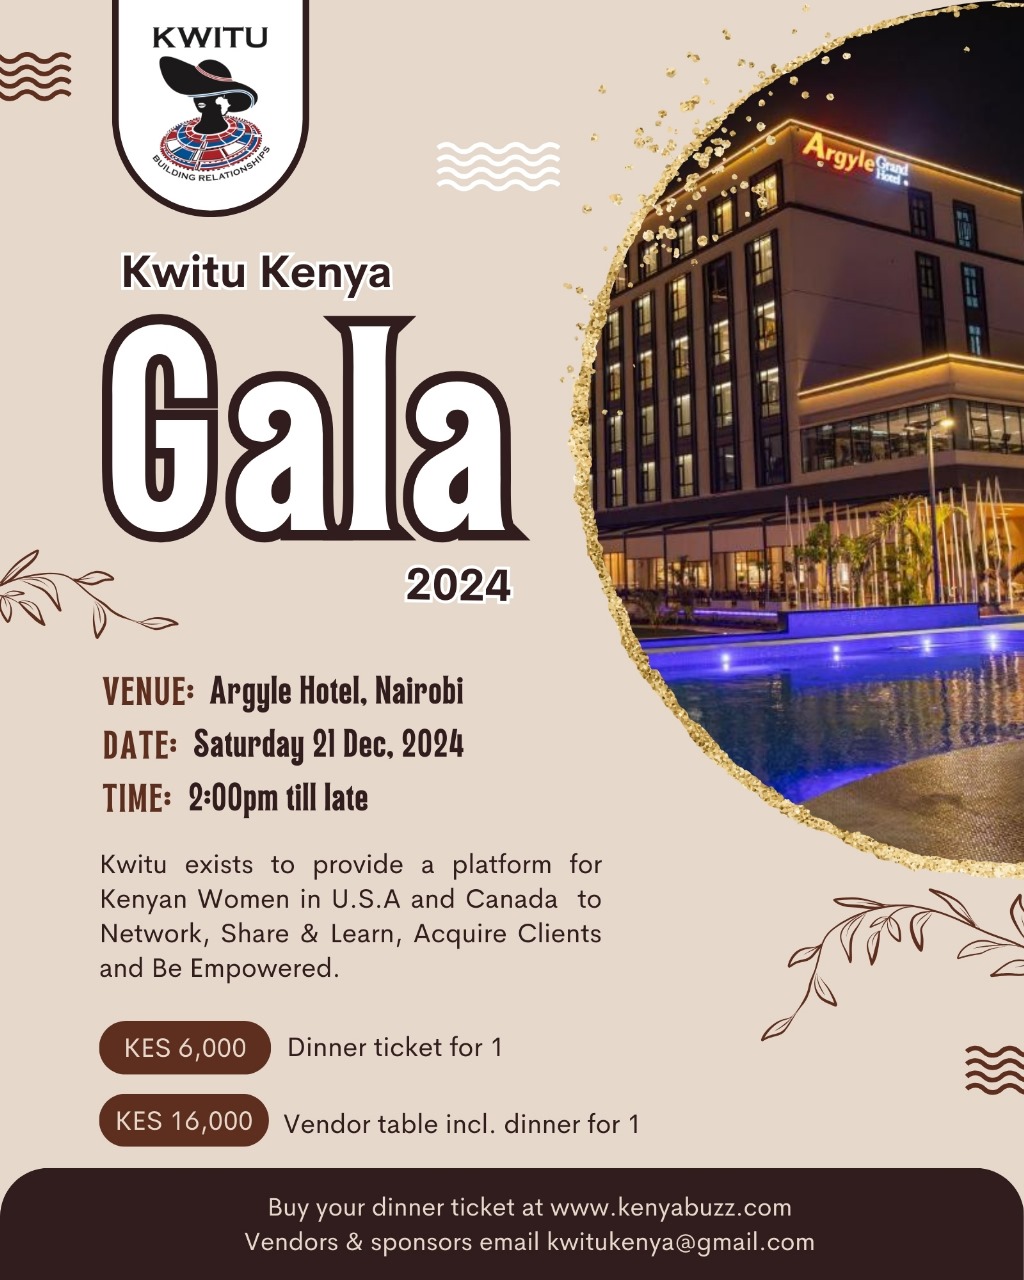 KWITU
BUILDING RELATIONSHIPS
Argyle Grand
Hotel
Kwitu Kenya
Gala
2024
VENUE: Argyle Hotel, Nairobi
DATE: Saturday 21 Dec, 2024
TIME: 2:00pm till late
Kwitu exists to provide a platform for
Kenyan Women in U.S.A and Canada to
Network, Share & Learn, Acquire Clients
and Be Empowered.
KES 6,000 Dinner ticket for 1
KES 16,000 Vendor table incl. dinner for 1
Buy your dinner ticket at www.kenyabuzz.com
Vendors & sponsors email kwitukenya@gmail.com